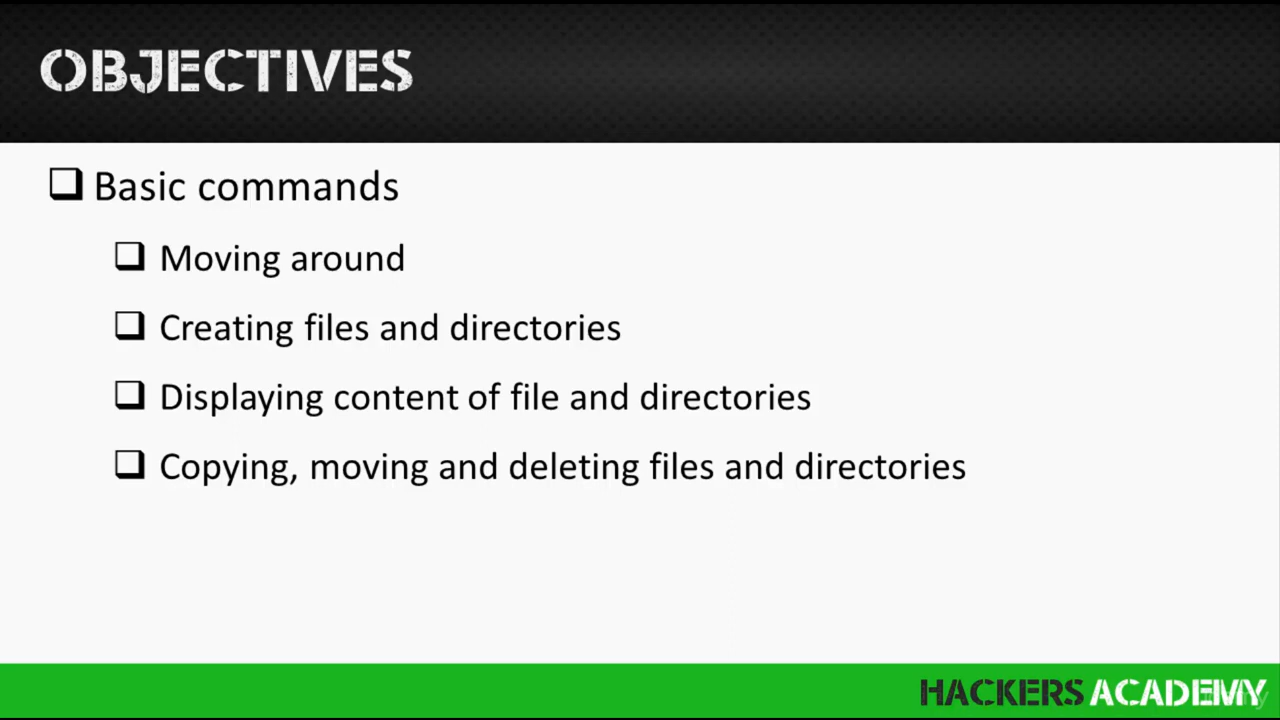 OBJECTIVES
Basic commands
Moving around
Creating files and directories
Displaying content of file and directories
Copying, moving and deleting files and directories
HACKERS ACADEMY